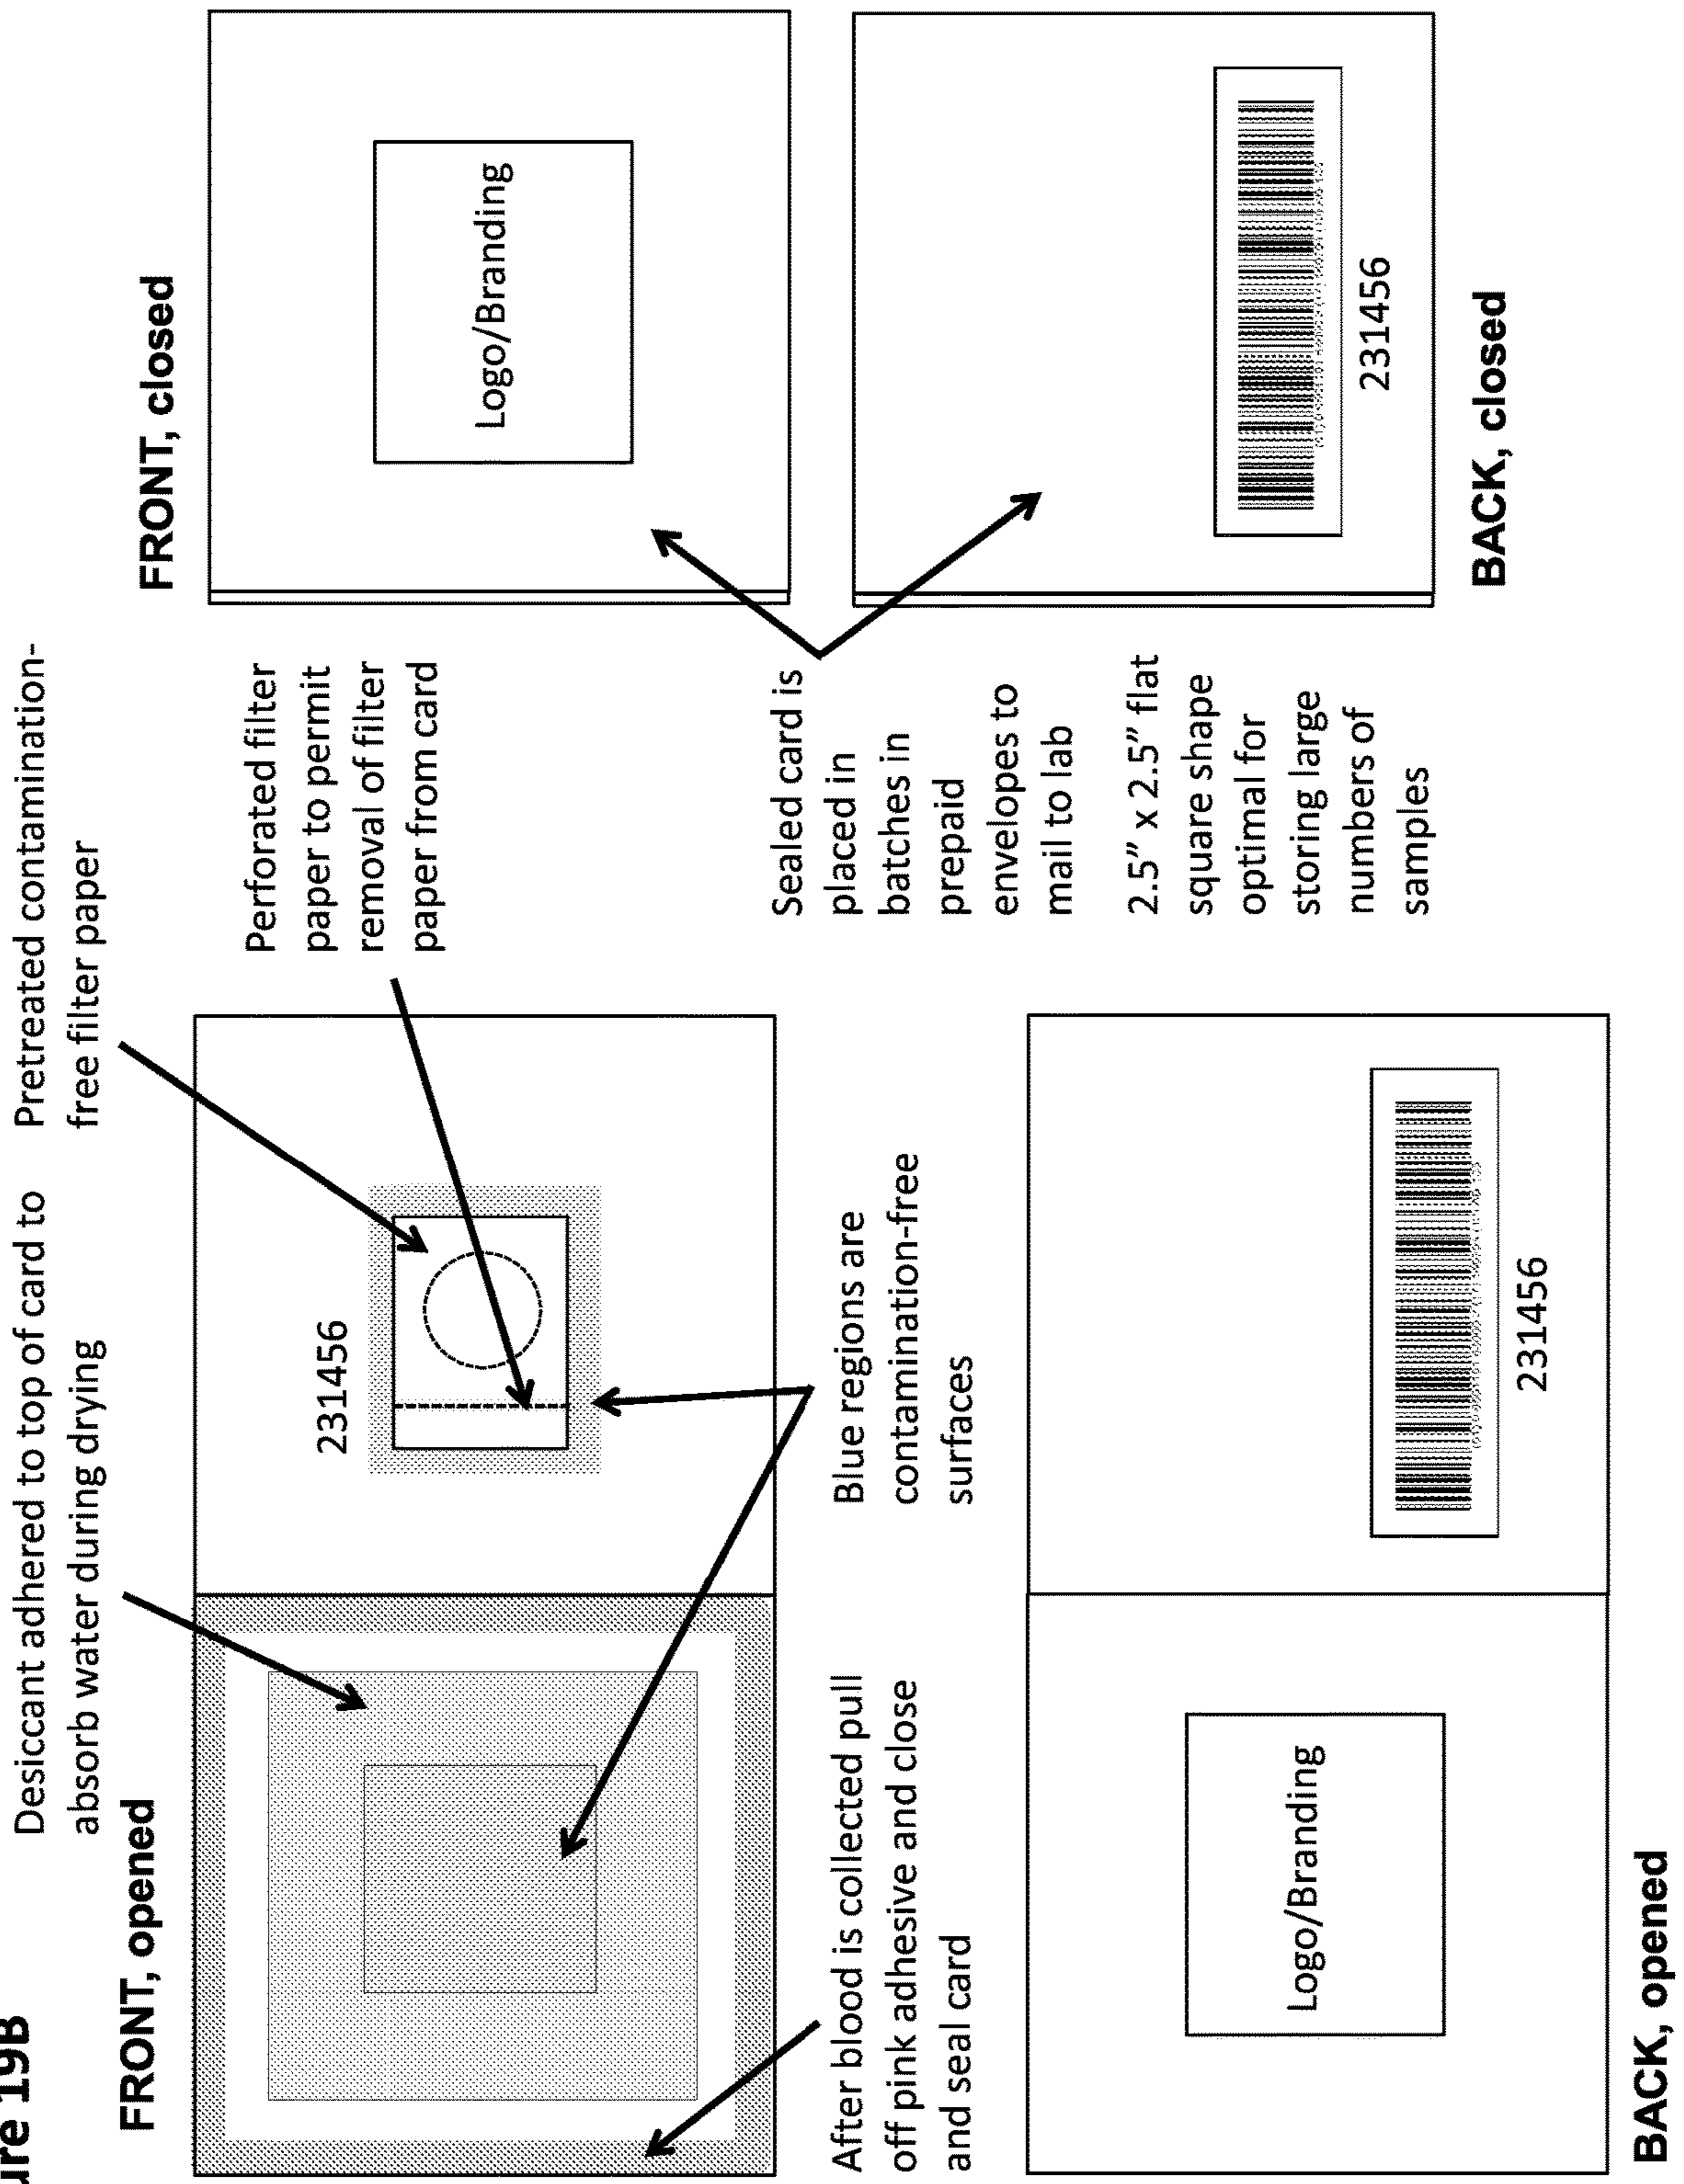 ure 19B
FRONT, opened
Desiccant adhered to top of card to
absorb water during drying
Pretreated contamination-
free filter paper
231456
Perforated filter
paper to permit
removal of filter
paper from card
After blood is collected pull
off pink adhesive and close
and seal card
Blue regions are
contamination-free
surfaces
Logo/Branding
231456
BACK, opened
FRONT, closed
Logo/Branding
Sealed card is
placed in
batches in
prepaid
envelopes to
mail to lab
2.5” x 2.5” flat
square shape
optimal for
storing large
numbers of
samples
231456
BACK, closed